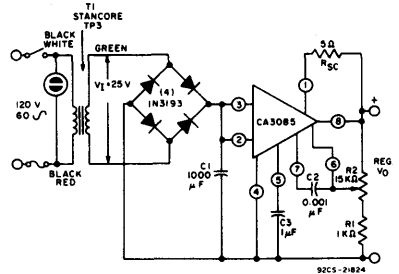 T1
STANCORE
TP3
BLACK
WHITE
GREEN
5Ω
RSC
VI=25 V
(4)
1N3193
1
120 V
60
3
CA3085
8
+
2
C1
1000
μF
4
5
7
6
R2
15KΩ
REG.
VO
C2
0.001
μF
BLACK
RED
C3
1μF
R1
1KΩ
-
92CS-21824